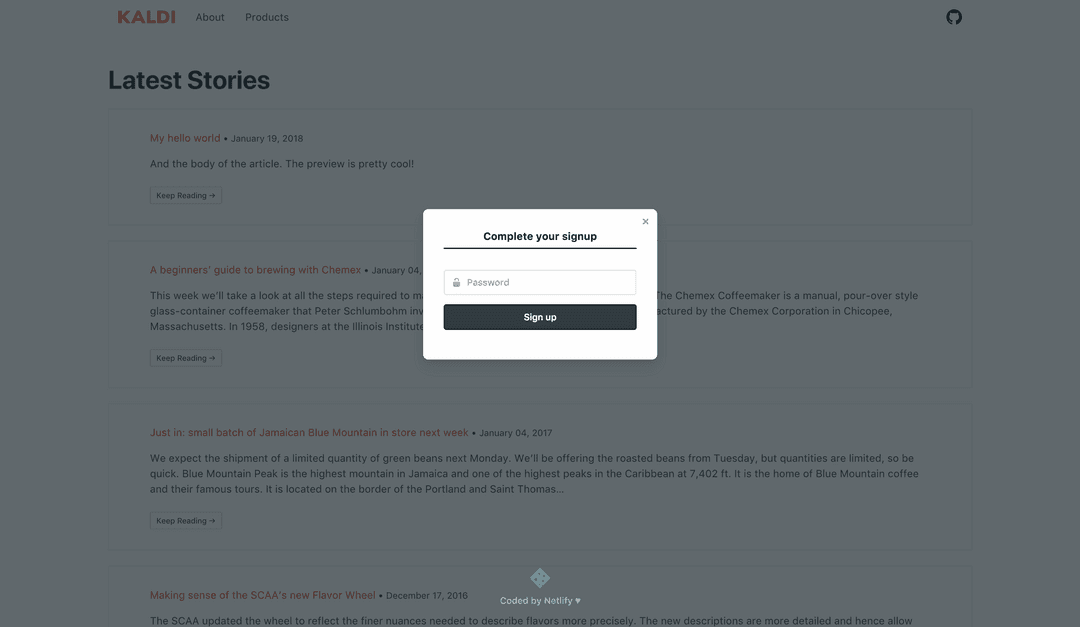 KALDI About Products
Latest Stories
My hello world • January 19, 2018
And the body of the article. The preview is pretty cool!
Keep Reading →
×
Complete your signup
Password
Sign up
A beginners' guide to brewing with Chemex • January 04,
This week we'll take a look at all the steps required to The Chemex Coffeemaker is a manual, pour-over style
glass-container coffeemaker that Peter Schlumbohm by the Chemex Corporation in Chicopee,
Massachusetts. In 1958, designers at the Illinois Institute
Keep Reading →
Just in: small batch of Jamaican Blue Mountain in store next week • January 04, 2017
We expect the shipment of a limited quantity of green beans next Monday. We'll be offering the roasted beans from Tuesday, but quantities are limited, so be
quick. Blue Mountain Peak is the highest mountain in Jamaica and one of the highest peaks in the Caribbean at 7,402 ft. It is the home of Blue Mountain coffee
and their famous tours. It is located on the border of the Portland and Saint Thomas…
Keep Reading →
Making sense of the SCAA's new Flavor Wheel • December 17, 2016
Coded by Netlify ♥
The SCAA updated the wheel to reflect the finer nuances needed to describe flavors more precisely. The new descriptions are more detailed and hence allow